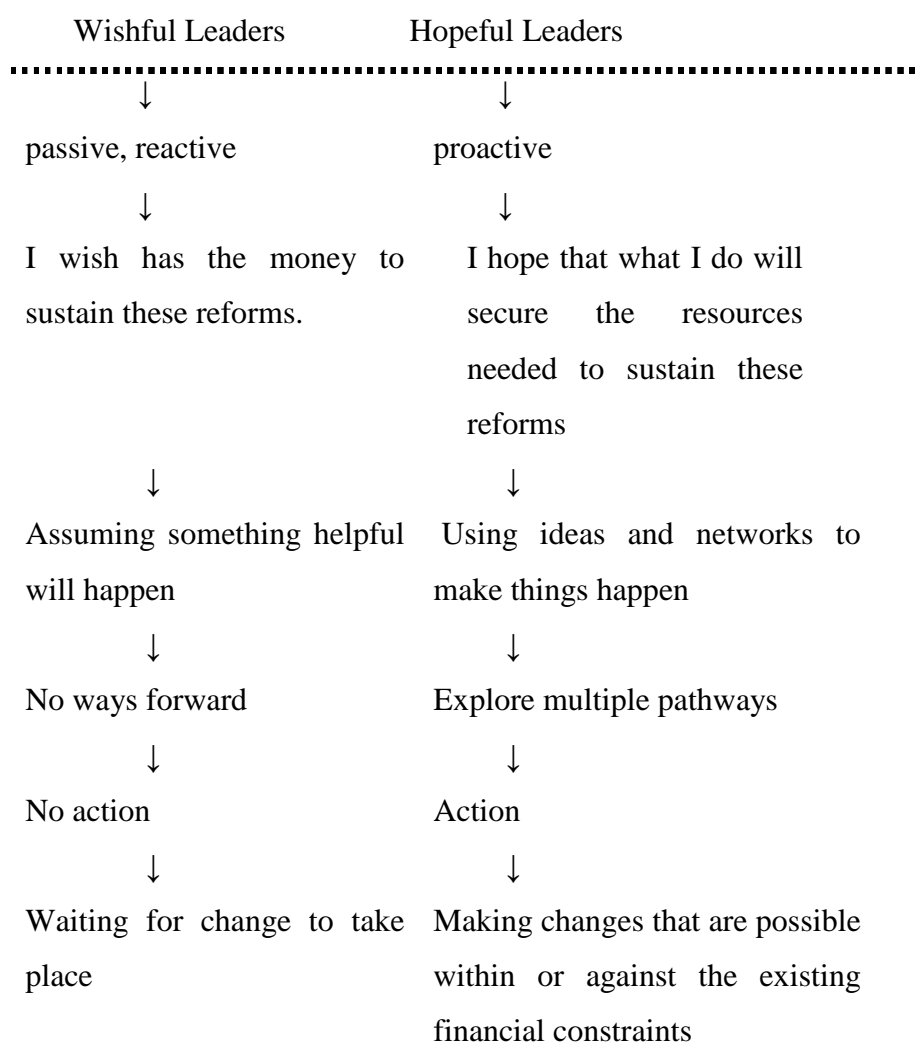 Wishful Leaders Hopeful Leaders
↓ ↓
passive, reactive proactive
↓ ↓
I wish has the money to
sustain these reforms.
I hope that what I do will
secure the resources
needed to sustain these
reforms
↓ ↓
Assuming something helpful
will happen
Using ideas and networks to
make things happen
↓ ↓
No ways forward Explore multiple pathways
↓ ↓
No action Action
↓ ↓
Waiting for change to take
place
Making changes that are possible
within or against the existing
financial constraints